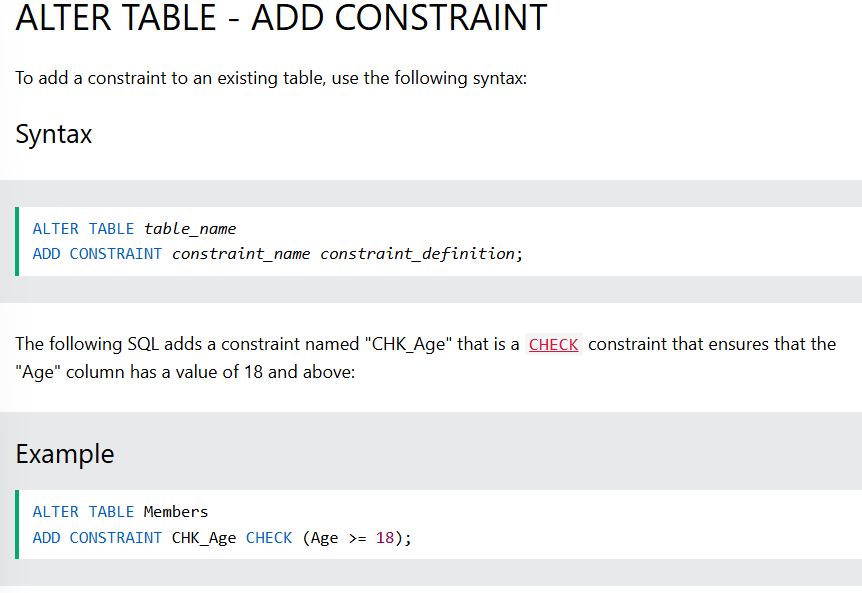 ALTER TABLE - ADD CONSTRAINT
To add a constraint to an existing table, use the following syntax:
Syntax
ALTER TABLE table_name
ADD CONSTRAINT constraint_name constraint_definition;
The following SQL adds a constraint named "CHK_Age" that is a CHECK constraint that ensures that the
"Age" column has a value of 18 and above:
Example
ALTER TABLE Members
ADD CONSTRAINT CHK_Age CHECK (Age >= 18);